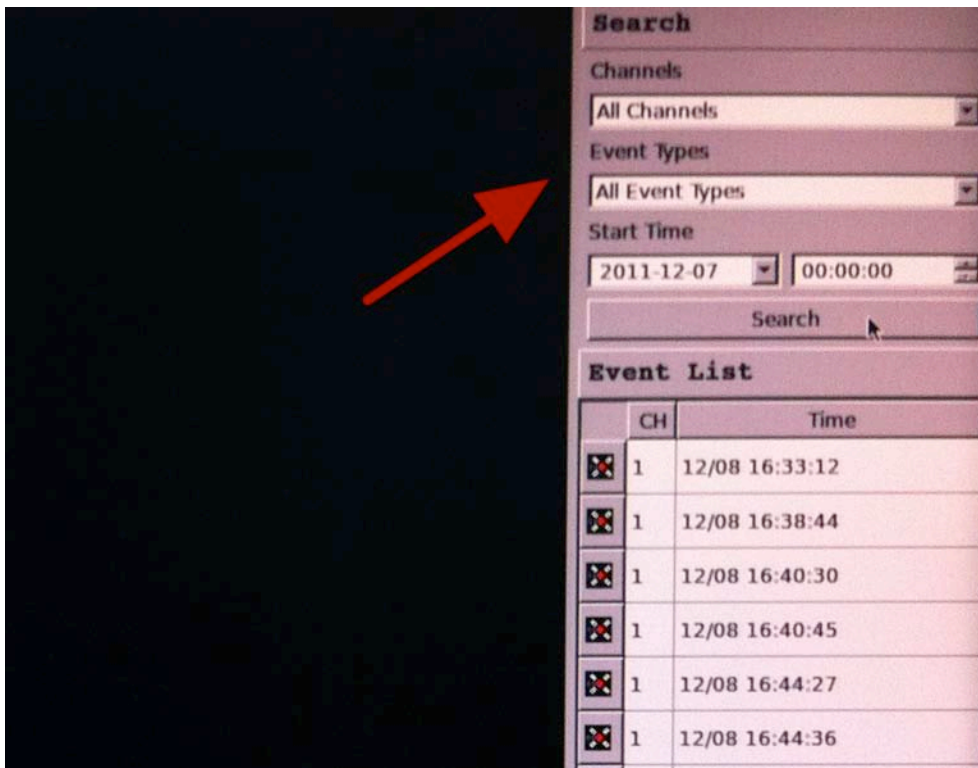 Search
Channels
All Channels
Event Types
All Event Types
Start Time
2011-12-07 00:00:00
Search
Event List
CH Time
1 12/08 16:33:12
1 12/08 16:38:44
1 12/08 16:40:30
1 12/08 16:40:45
1 12/08 16:44:27
1 12/08 16:44:36